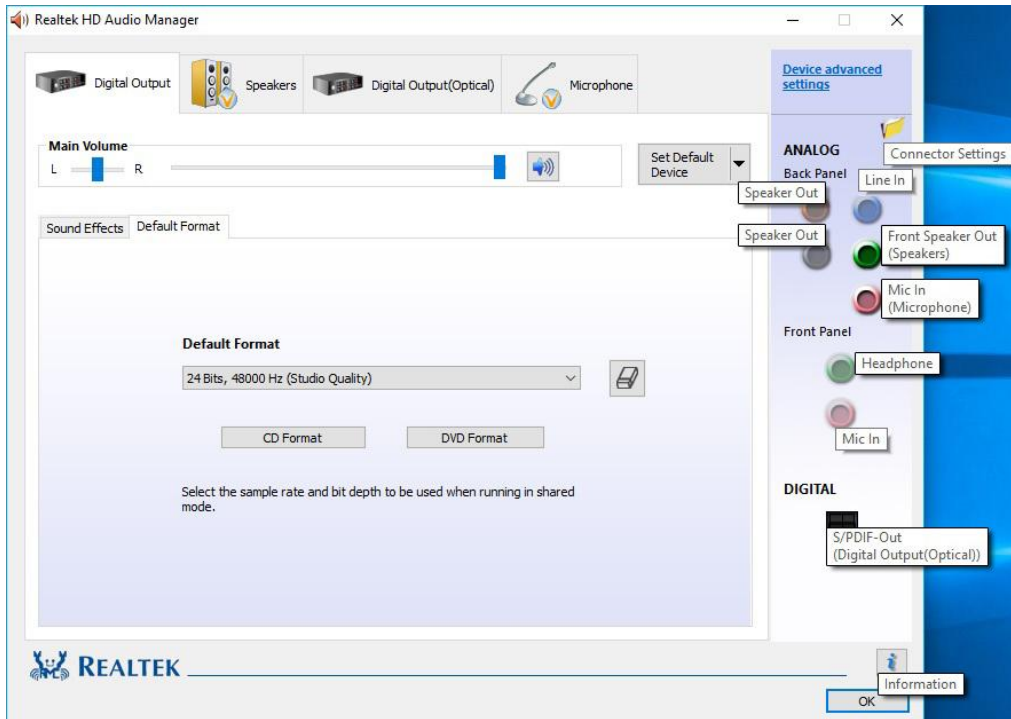 Realtek HD Audio Manager
Digital Output
Speakers
Digital Output(Optical)
Microphone
Device advanced
settings
Main Volume
L
R
Set Default
Device
ANALOG
Connector Settings
Back Panel
Line In
Speaker Out
Speaker Out
Front Speaker Out
(Speakers)
Mic In
(Microphone)
Sound Effects
Default Format
Front Panel
Headphone
Mic In
Default Format
24 Bits, 48000 Hz (Studio Quality)
CD Format
DVD Format
Select the sample rate and bit depth to be used when running in shared
mode.
DIGITAL
S/PDIF-Out
(Digital Output(Optical))
REALTEK
Information
OK